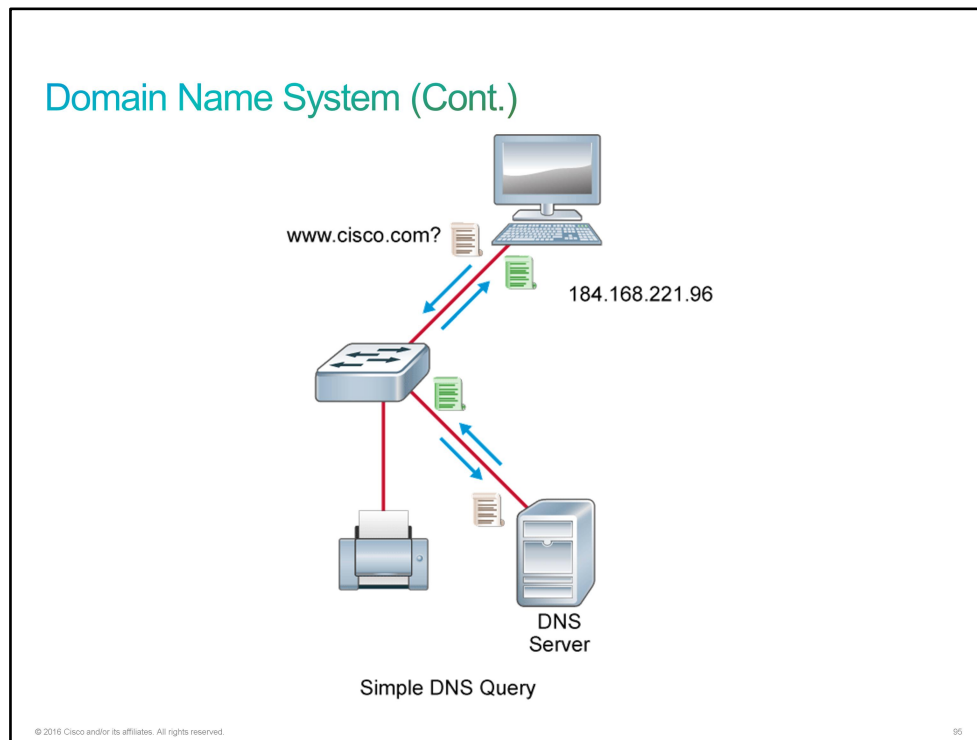 Domain Name System (Cont.)
www.cisco.com?
184.168.221.96
DNS
Server
Simple DNS Query
© 2016 Cisco and/or its affiliates. All rights reserved.
95